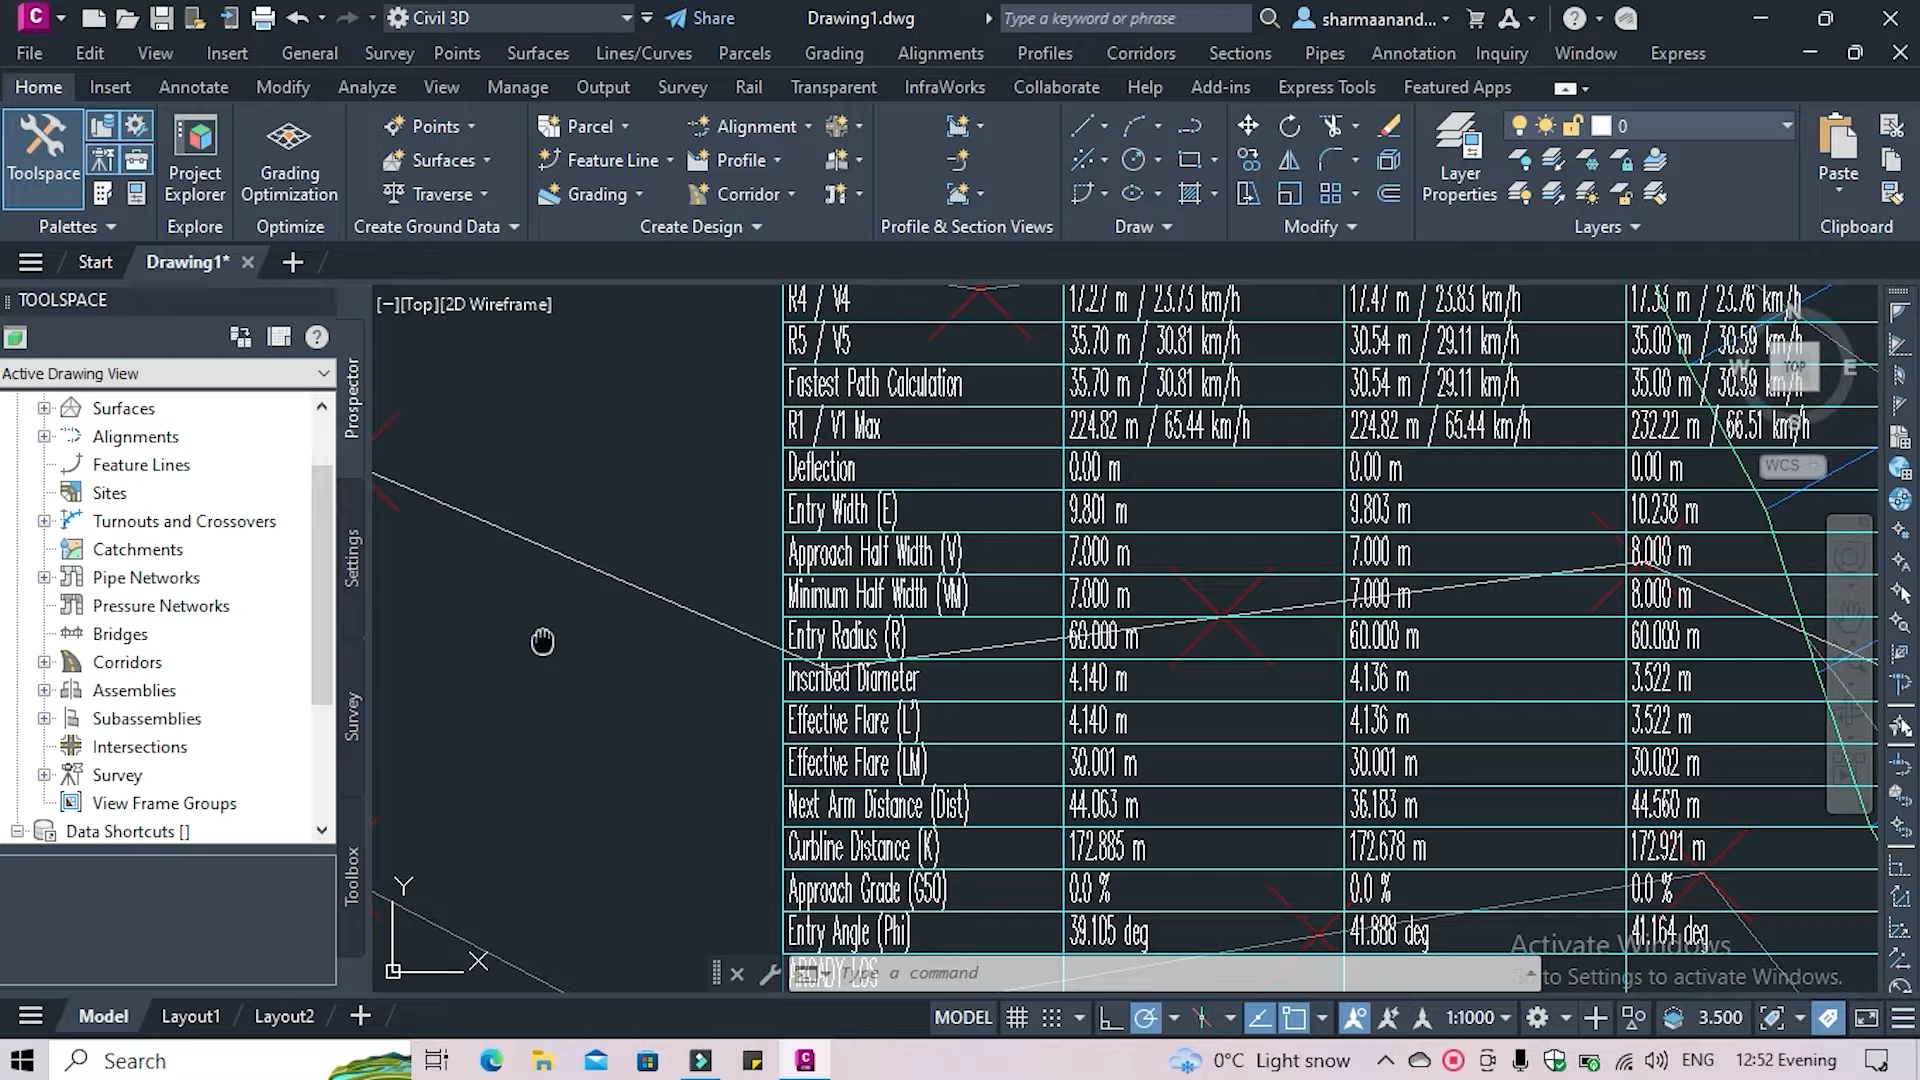 Civil 3D Share Drawing1.dwg Type a keyword or phrase sharmaanand...
File Edit View Insert General Survey Points Surfaces Lines/Curves Parcels Grading Alignments Profiles Corridors Sections Pipes Annotation Inquiry Window Express
Home Insert Annotate Modify Analyze View Manage Output Survey Rail Transparent InfraWorks Collaborate Help Add-ins Express Tools Featured Apps
Points Parcel Alignment 0
Toolspace Project Explorer Grading Optimization Surfaces Feature Line Profile Layer Properties Paste
Traverse Grading Corridor
Palettes Explore Optimize Create Ground Data Create Design Profile & Section Views Draw Modify Layers Clipboard
Start Drawing1*
TOOLSPACE
[−][Top][2D Wireframe]
Active Drawing View
Surfaces
Alignments
Feature Lines
Sites
Turnouts and Crossovers
Catchments
Pipe Networks
Pressure Networks
Bridges
Corridors
Assemblies
Subassemblies
Intersections
Survey
View Frame Groups
Data Shortcuts []
Prospector
Settings
Survey
Toolbox
R4 / V4 17.27 m / 23.73 km/h 17.47 m / 23.83 km/h 17.33 m / 23.76 km/h
R5 / V5 35.70 m / 30.81 km/h 30.54 m / 29.11 km/h 35.00 m / 30.59 km/h
Fastest Path Calculation 35.70 m / 30.81 km/h 30.54 m / 29.11 km/h 35.00 m / 30.59 km/h
R1 / V1 Max 224.82 m / 65.44 km/h 224.82 m / 65.44 km/h 232.22 m / 66.51 km/h
Deflection 0.00 m 0.00 m 0.00 m
Entry Width (E) 9.801 m 9.803 m 10.238 m
Approach Half Width (V) 7.000 m 7.000 m 8.000 m
Minimum Half Width (VM) 7.000 m 7.000 m 8.000 m
Entry Radius (R) 60.000 m 60.000 m 60.000 m
Inscribed Diameter 4.140 m 4.136 m 3.522 m
Effective Flare (L') 4.140 m 4.136 m 3.522 m
Effective Flare (LM) 30.001 m 30.001 m 30.002 m
Next Arm Distance (Dist) 44.063 m 36.183 m 44.560 m
Curbline Distance (K) 172.885 m 172.678 m 172.921 m
Approach Grade (G50) 0.0 % 0.0 % 0.0 %
Entry Angle (Phi) 39.105 deg 41.888 deg 41.164 deg
ARCADY LOS
N
W TOP E
S
WCS
Y
X
Type a command
Activate Windows
Go to Settings to activate Windows.
Model Layout1 Layout2 MODEL 1:1000 3.500
Search 0°C Light snow ENG 12:52 Evening